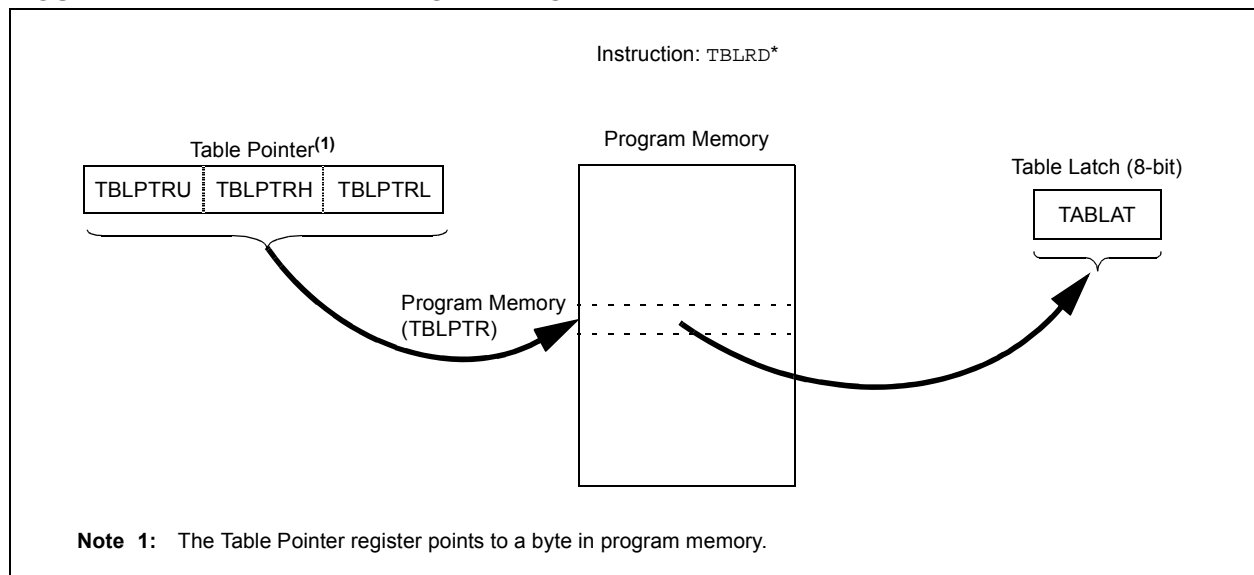 Instruction: TBLRD*
Table Pointer(1)
TBLPTRU TBLPTRH TBLPTRL
Program Memory
Table Latch (8-bit)
TABLAT
Program Memory
(TBLPTR)
Note 1: The Table Pointer register points to a byte in program memory.